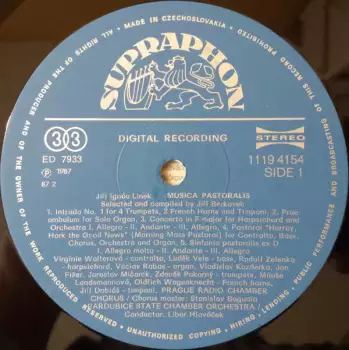 MADE IN CZECHOSLOVAKIA
ALL RIGHTS OF THE PRODUCER AND OF THE OWNER OF THE WORK REPRODUCED RESERVED
UNAUTHORIZED COPYING, HIRING, LENDING, PUBLIC PERFORMANCE AND BROADCASTING OF THIS RECORD PROHIBITED
SUPRAPHON
DIGITAL RECORDING
33
STEREO
ED 7933
1119 4154
Ⓟ 1987
SIDE 1
87 2
Jiří Ignác Linek: MUSICA PASTORALIS
Selected and compiled by Jiří Berkovec
1. Intrada No. 1 for 4 Trumpets, 2 French Horns and Timpani, 2. Prae-
ambulum for Solo Organ, 3. Concerto in F major for Harpsichord and
Orchestra I. Allegro - II. Andante - III. Allegro, 4. Pastoral "Hurray,
Hark the Good News" (Morning Mass Pastoral) for Contralto, Bass,
Chorus, Orchestra and Organ, 5. Sinfonia pastoralis ex D
I. Allegro molto - II. Andante - III. Allegro
Virginie Walterová - contralto, Luděk Vele - bass, Rudolf Zelenka
- harpsichord, Václav Rabas - organ, Vladislav Kozderka, Jan
Fišer, Jaroslav Mlčárek, Zdeněk Pokorný - trumpets, Miluše
Landsmannová, Oldřich Wagenknecht - French horns,
Jiří Dobiáš - timpani, PRAGUE RADIO CHAMBER
CHORUS / Chorus master: Stanislav Bogunia
PARDUBICE STATE CHAMBER ORCHESTRA
Conductor: Libor Hlaváček